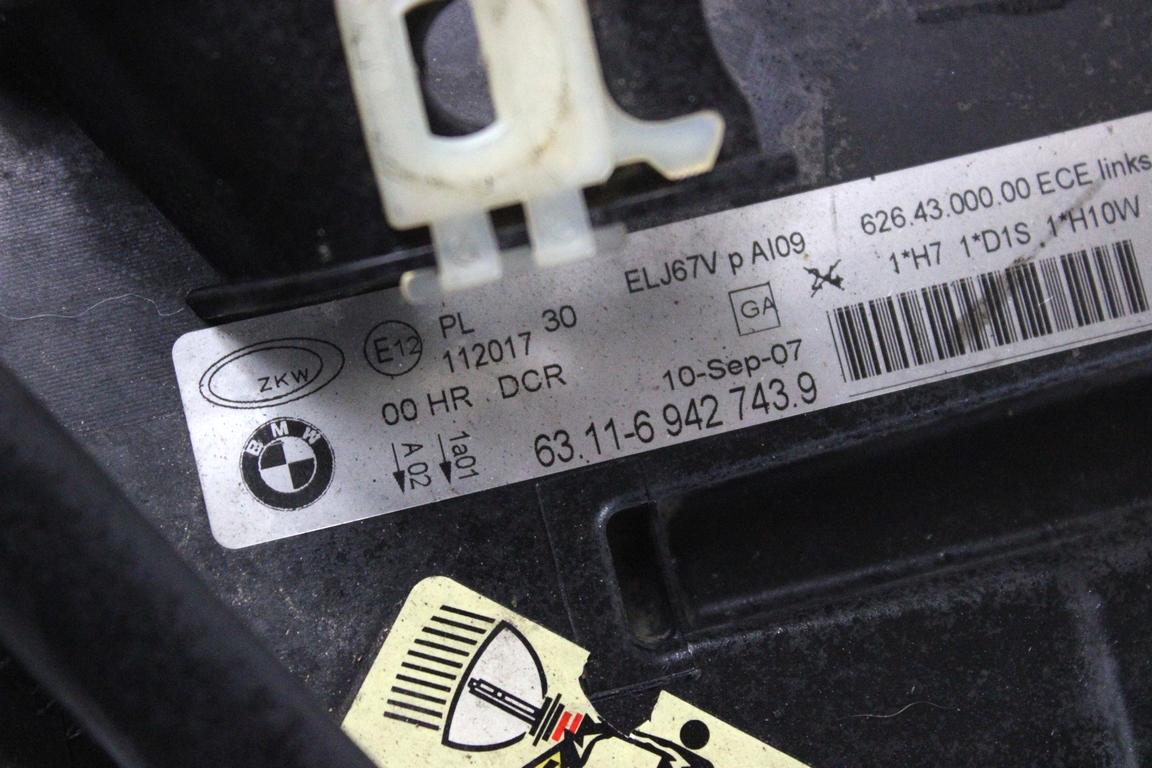 626.43.000.00 ECE links
ELJ67V p AI09
1*H7 1*D1S 1*H10W
ZKW
E12
PL 30
112017
GA
00 HR DCR
10-Sep-07
BMW
A 02
1a01
63.11-6 942 743.9